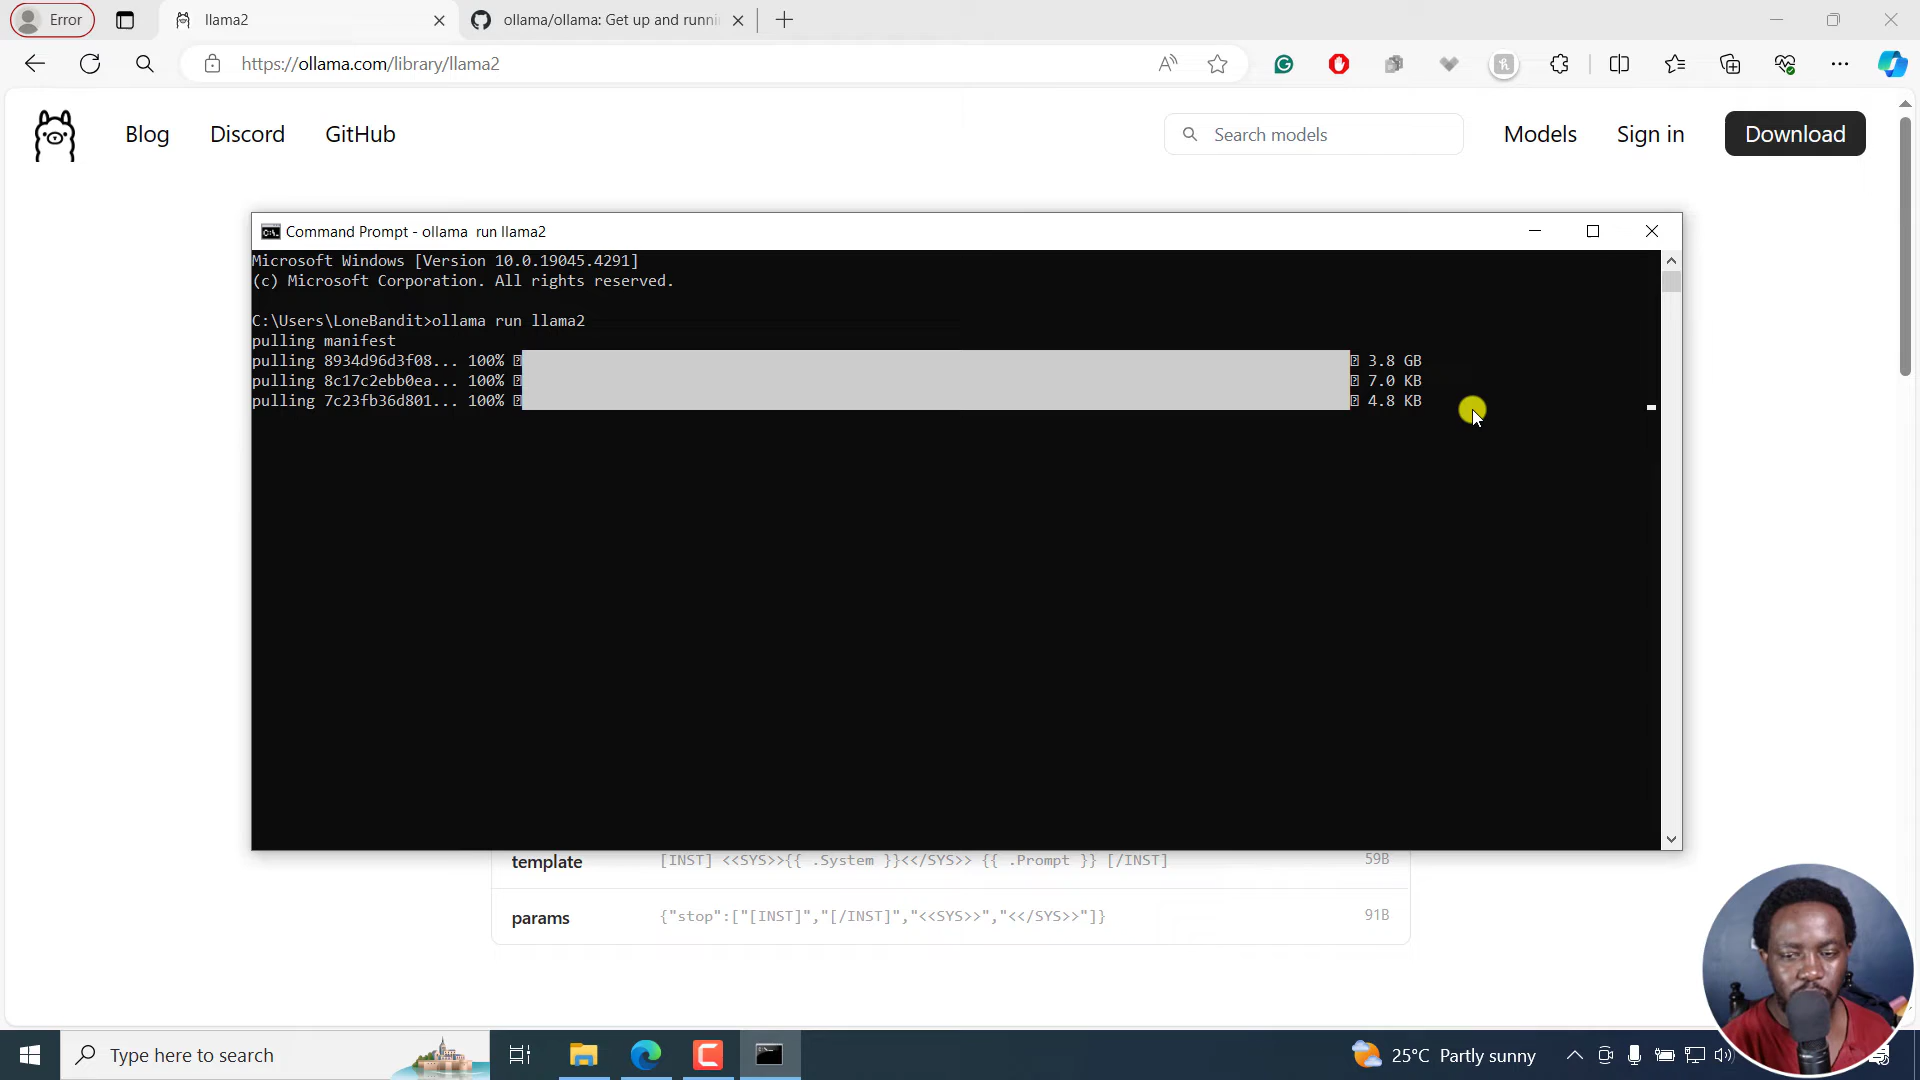 Error
llama2
ollama/ollama: Get up and runni
https://ollama.com/library/llama2
Blog
Discord
GitHub
Search models
Models
Sign in
Download
Command Prompt - ollama  run llama2
Microsoft Windows [Version 10.0.19045.4291]
(c) Microsoft Corporation. All rights reserved.
C:\Users\LoneBandit>ollama run llama2
pulling manifest
pulling 8934d96d3f08... 100% 3.8 GB
pulling 8c17c2ebb0ea... 100% 7.0 KB
pulling 7c23fb36d801... 100% 4.8 KB
template [INST] <<SYS>>{{ .System }}<</SYS>> {{ .Prompt }} [/INST] 59B
params {"stop":["[INST]","[/INST]","<<SYS>>","<</SYS>>"]} 91B
Type here to search
25°C Partly sunny